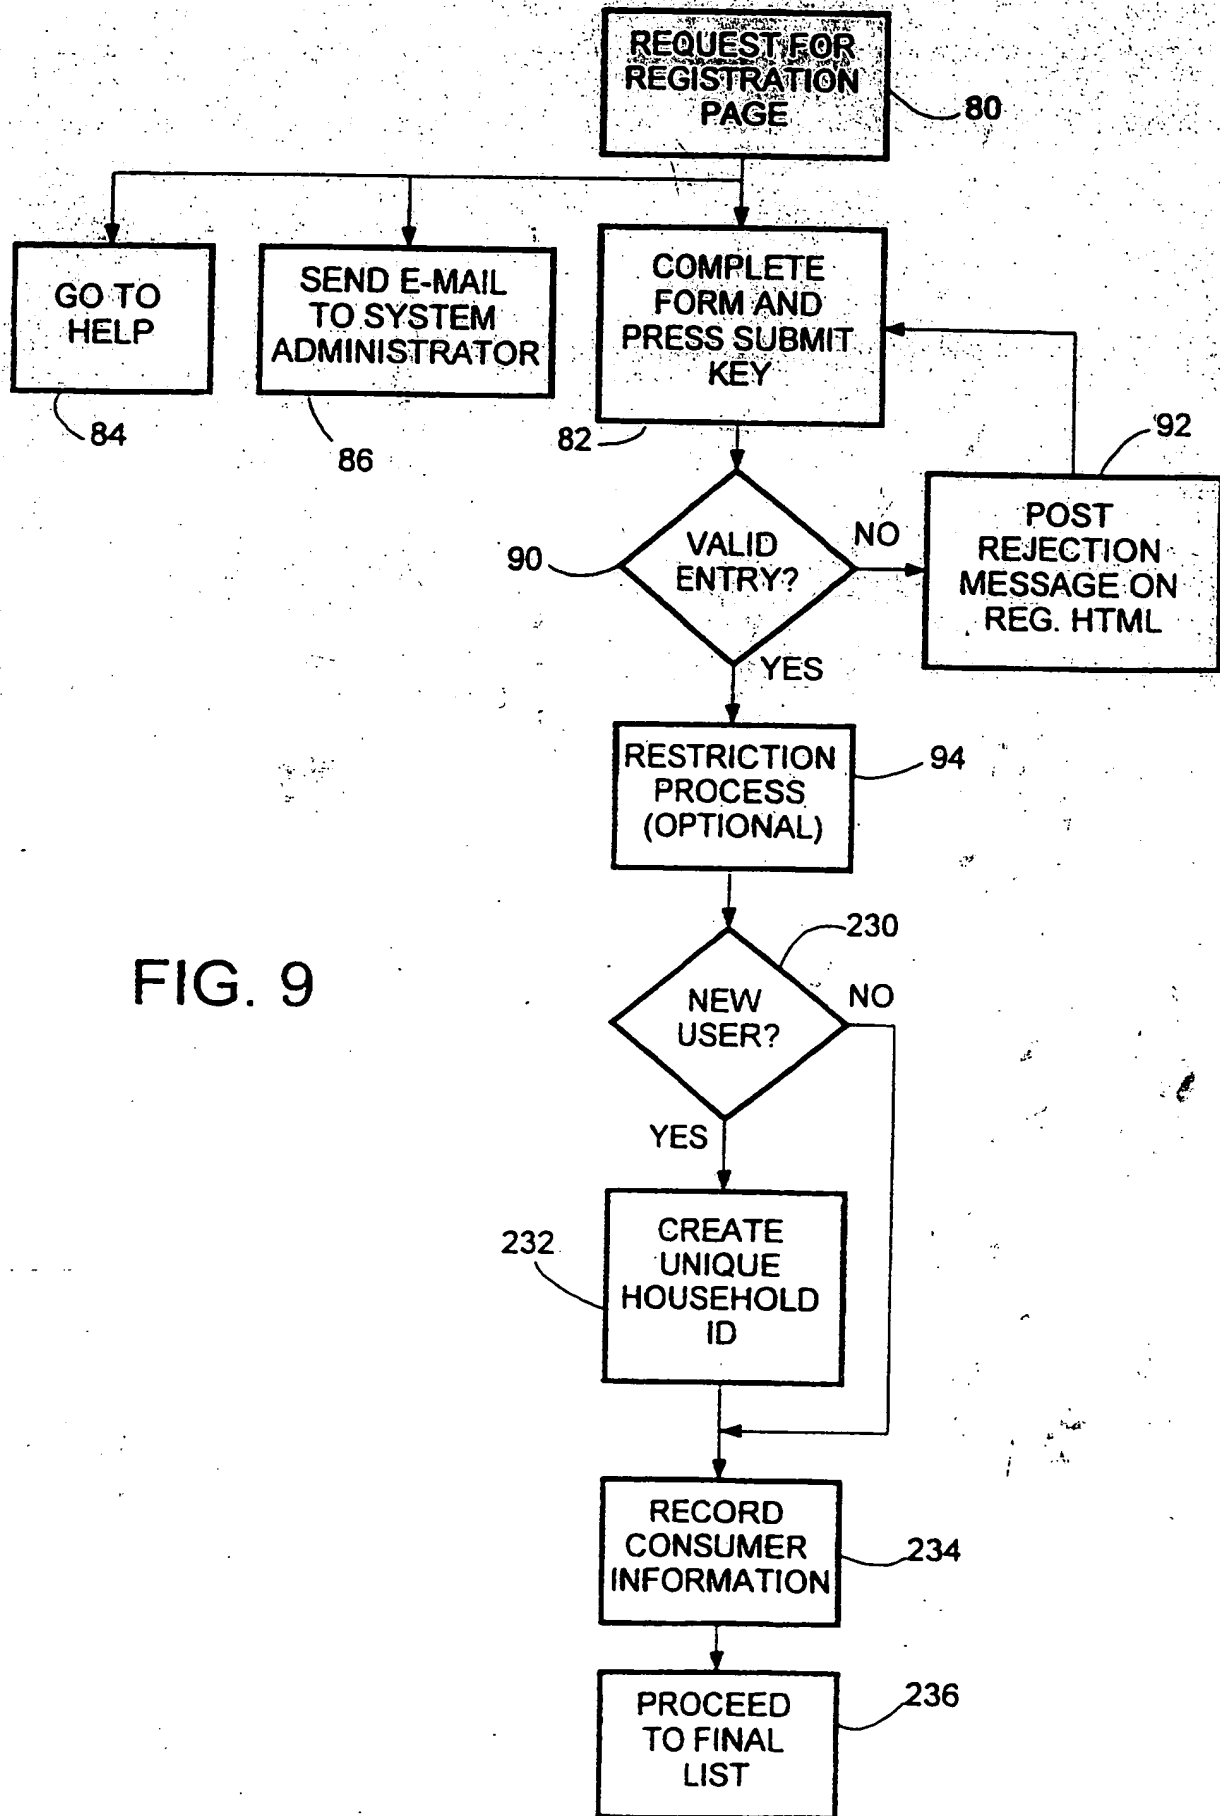 REQUEST FOR
REGISTRATION
PAGE
80
GO TO
HELP
84
SEND E-MAIL
TO SYSTEM
ADMINISTRATOR
86
COMPLETE
FORM AND
PRESS SUBMIT
KEY
82
92
POST
REJECTION
MESSAGE ON
REG. HTML
90
VALID
ENTRY?
NO
YES
RESTRICTION
PROCESS
(OPTIONAL)
94
230
NEW
USER?
NO
YES
FIG. 9
232
CREATE
UNIQUE
HOUSEHOLD
ID
RECORD
CONSUMER
INFORMATION
234
PROCEED
TO FINAL
LIST
236